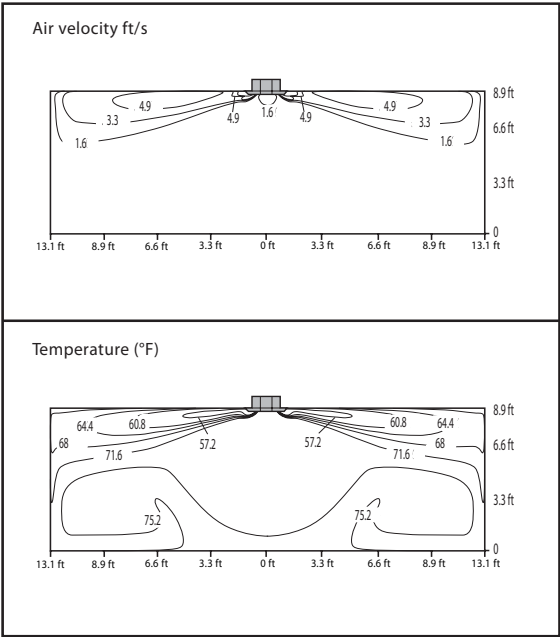 Air velocity ft/s
8.9 ft
4.9 4.9
1.6
3.3 4.9 4.9 3.3
6.6 ft
1.6 1.6
3.3 ft
0
13.1 ft 8.9 ft 6.6 ft 3.3 ft 0 ft 3.3 ft 6.6 ft 8.9 ft 13.1 ft
Temperature (°F)
8.9 ft
64.4 60.8 60.8 64.4
68 57.2 57.2 68 6.6 ft
71.6 71.6
3.3 ft
75.2 75.2
0
13.1 ft 8.9 ft 6.6 ft 3.3 ft 0 ft 3.3 ft 6.6 ft 8.9 ft 13.1 ft